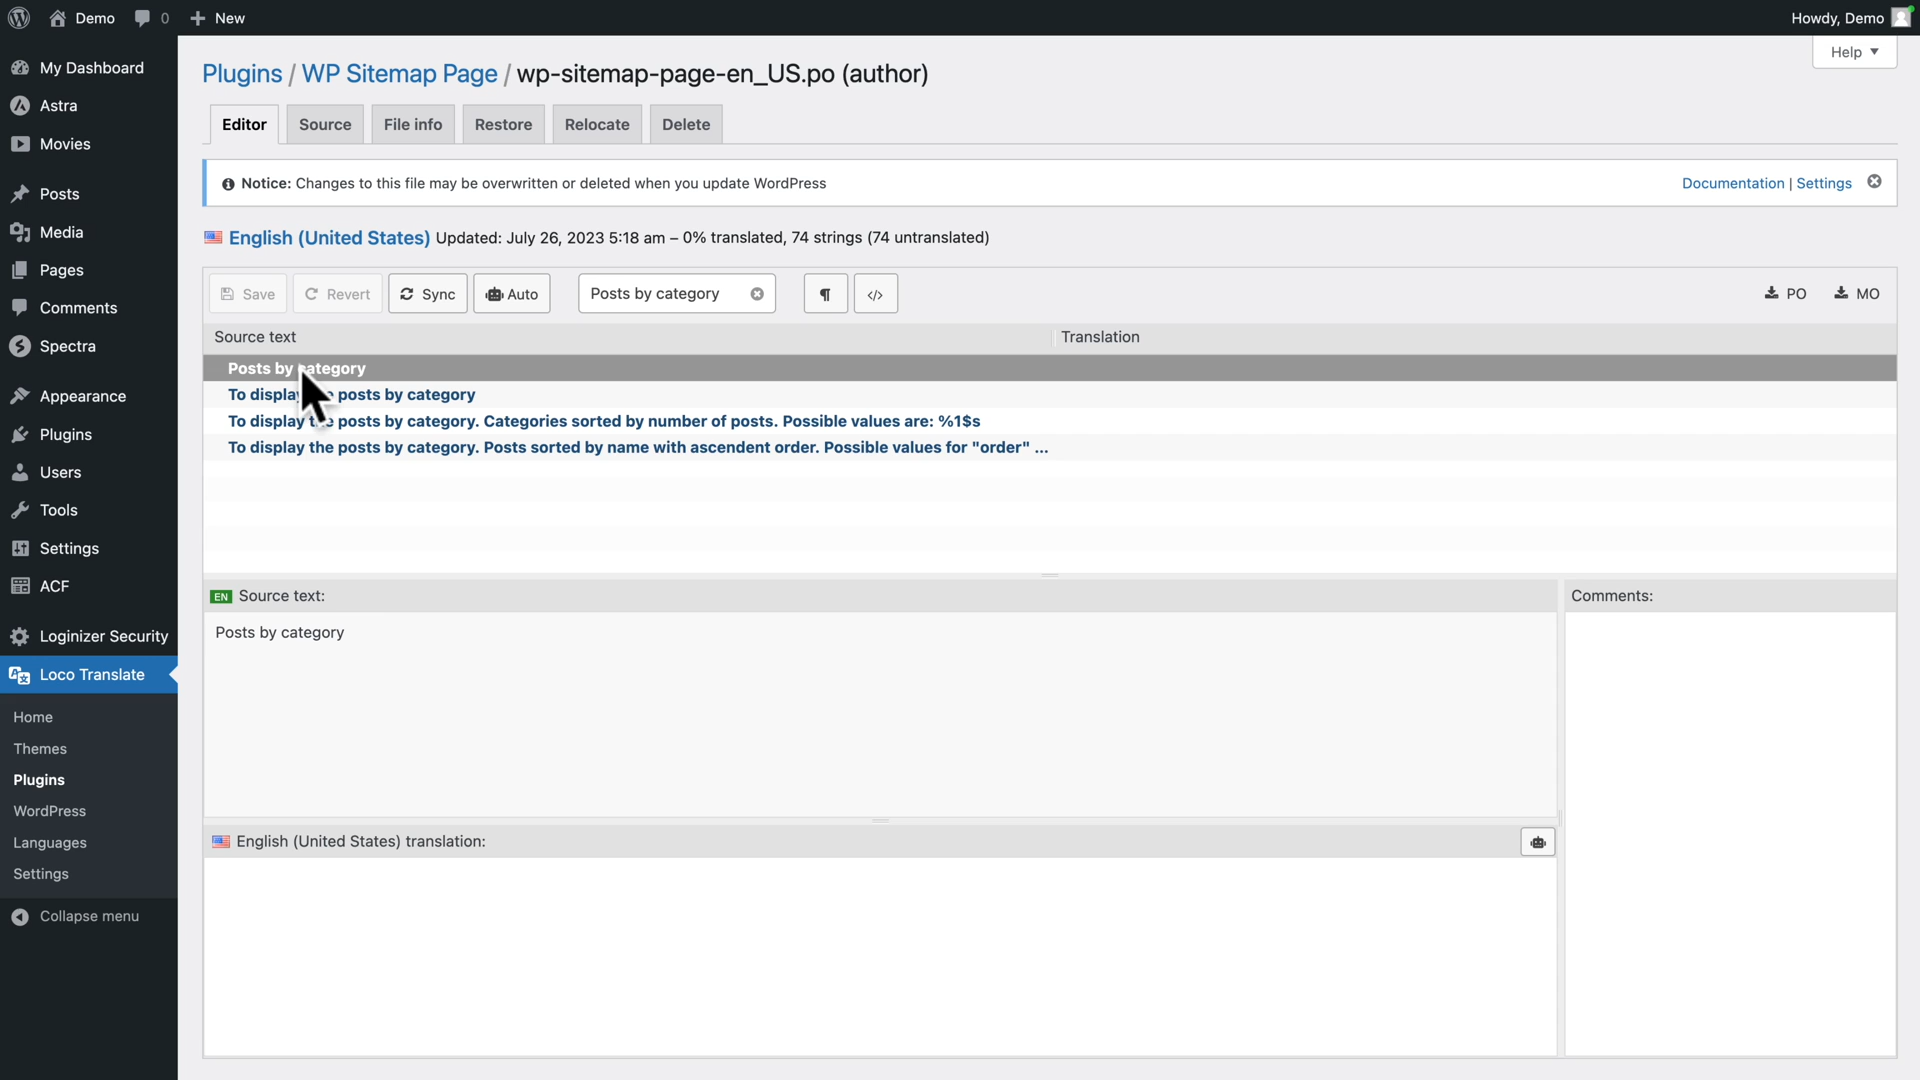 Demo 0 New Howdy, Demo
Help
My Dashboard
Astra
Movies
Posts
Media
Pages
Comments
Spectra
Appearance
Plugins
Users
Tools
Settings
ACF
Loginizer Security
Loco Translate
Home
Themes
Plugins
WordPress
Languages
Settings
Collapse menu
Plugins / WP Sitemap Page / wp-sitemap-page-en_US.po (author)
Editor Source File info Restore Relocate Delete
Notice: Changes to this file may be overwritten or deleted when you update WordPress Documentation | Settings
English (United States) Updated: July 26, 2023 5:18 am – 0% translated, 74 strings (74 untranslated)
Save Revert Sync Auto Posts by category ¶ </> PO MO
Source text Translation
Posts by category
To display the posts by category
To display the posts by category. Categories sorted by number of posts. Possible values are: %1$s
To display the posts by category. Posts sorted by name with ascendent order. Possible values for "order" ...
EN Source text:
Posts by category
Comments:
English (United States) translation: